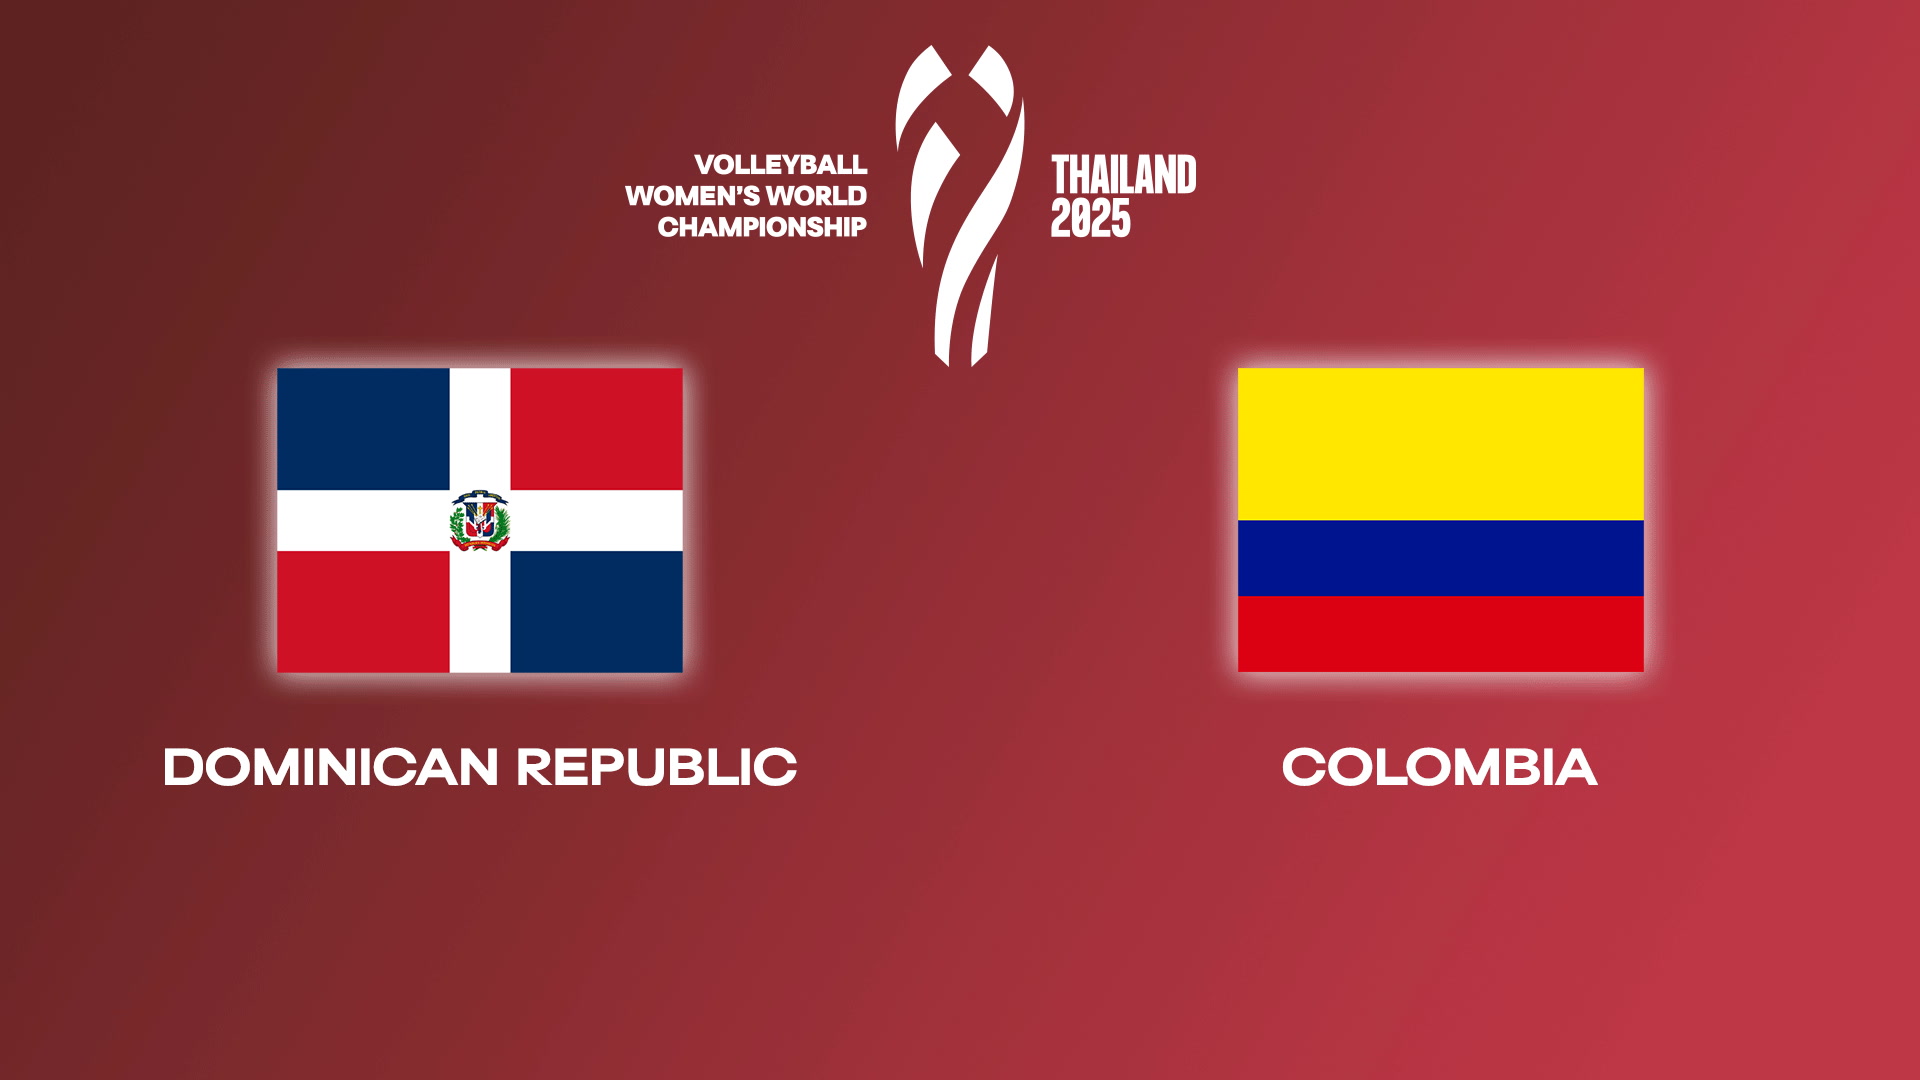 VOLLEYBALL
WOMEN'S WORLD
CHAMPIONSHIP
THAILAND
2025
DOMINICAN REPUBLIC
COLOMBIA